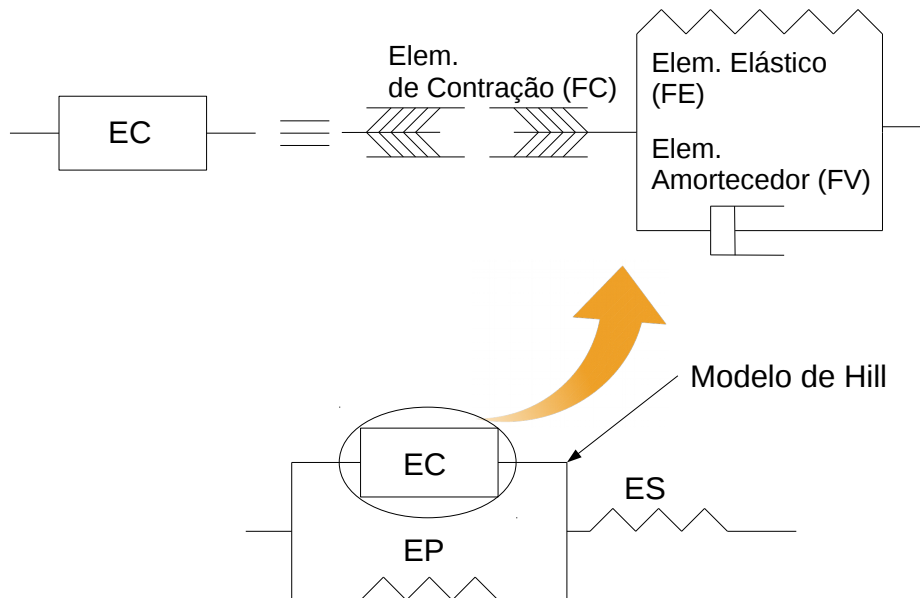 Elem.
de Contração (FC)
Elem. Elástico
(FE)
EC
Elem.
Amortecedor (FV)
Modelo de Hill
EC
ES
EP